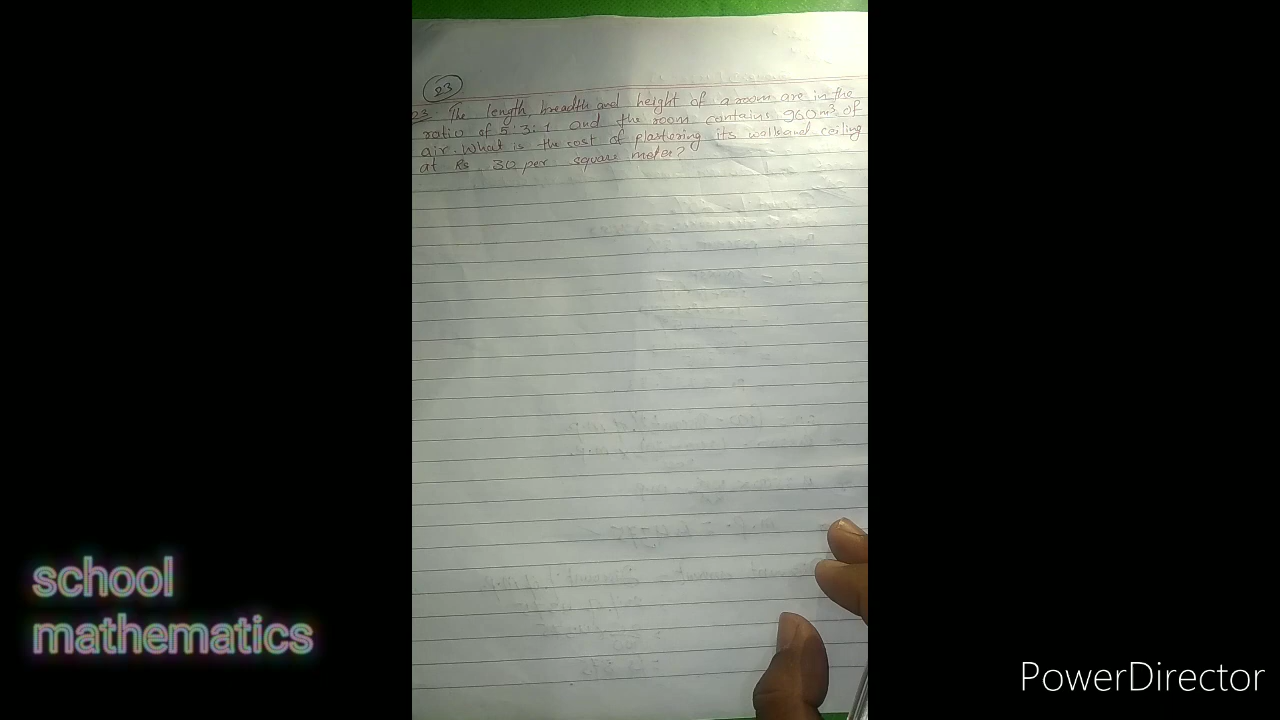 23
23. The length, breadth and height of a room are in the
ratio of 5:3:1 and the room contains 960m³ of
air. What is the cost of plastering its walls and ceiling
at Rs. 30 per square meter?
school
mathematics
PowerDirector